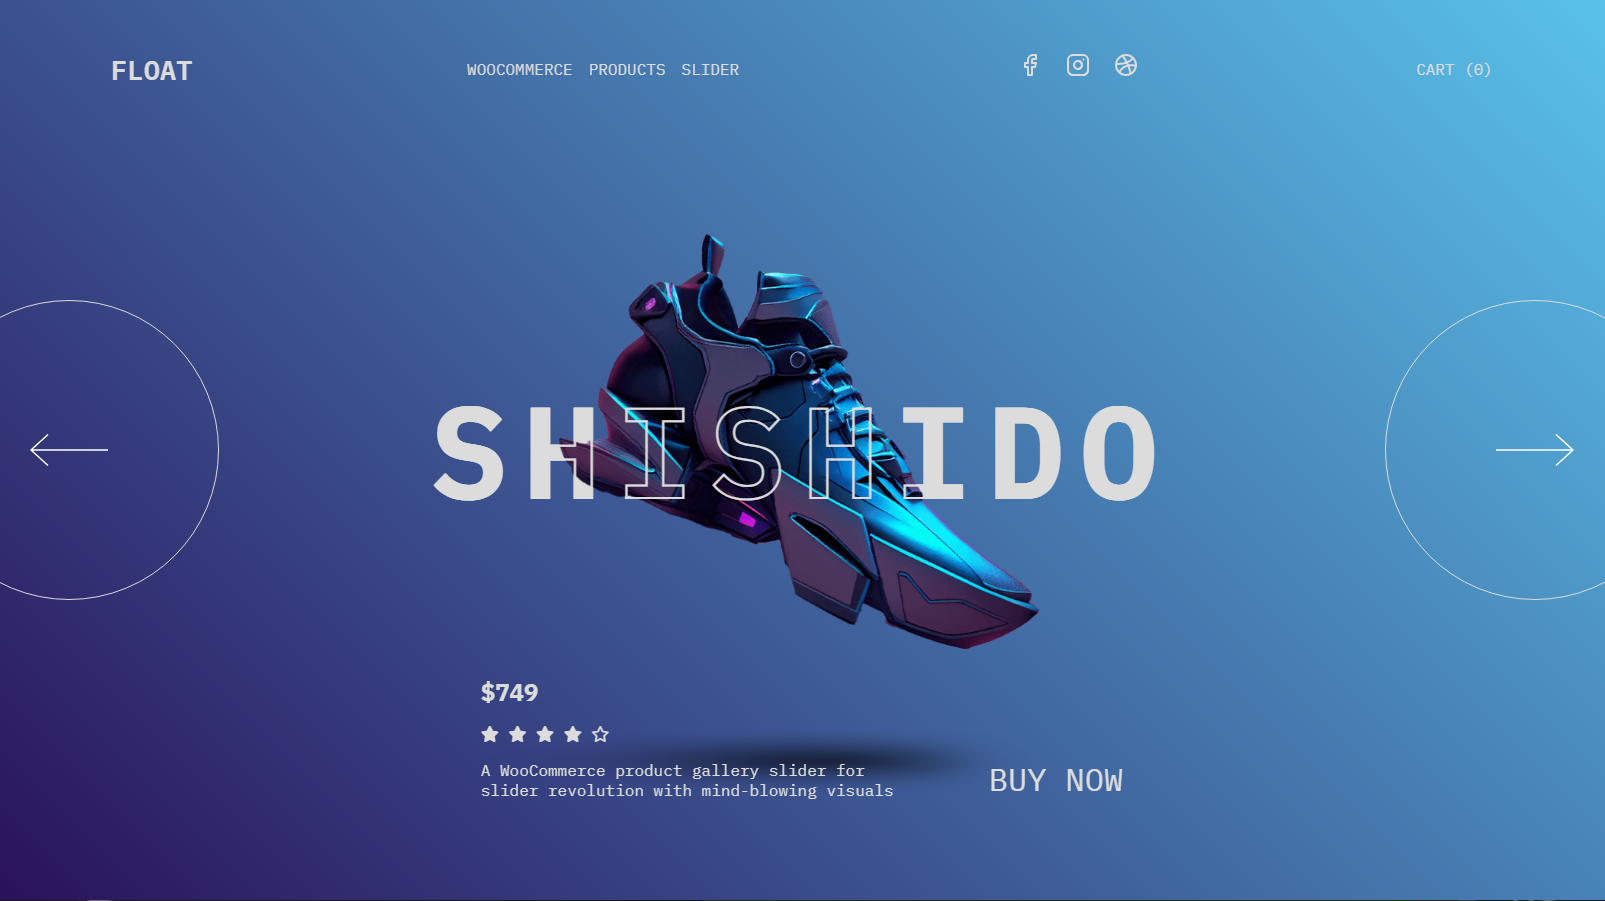 FLOAT
WOOCOMMERCE PRODUCTS SLIDER
CART (0)
SHISHIDO
$749
A WooCommerce product gallery slider for
slider revolution with mind-blowing visuals
BUY NOW